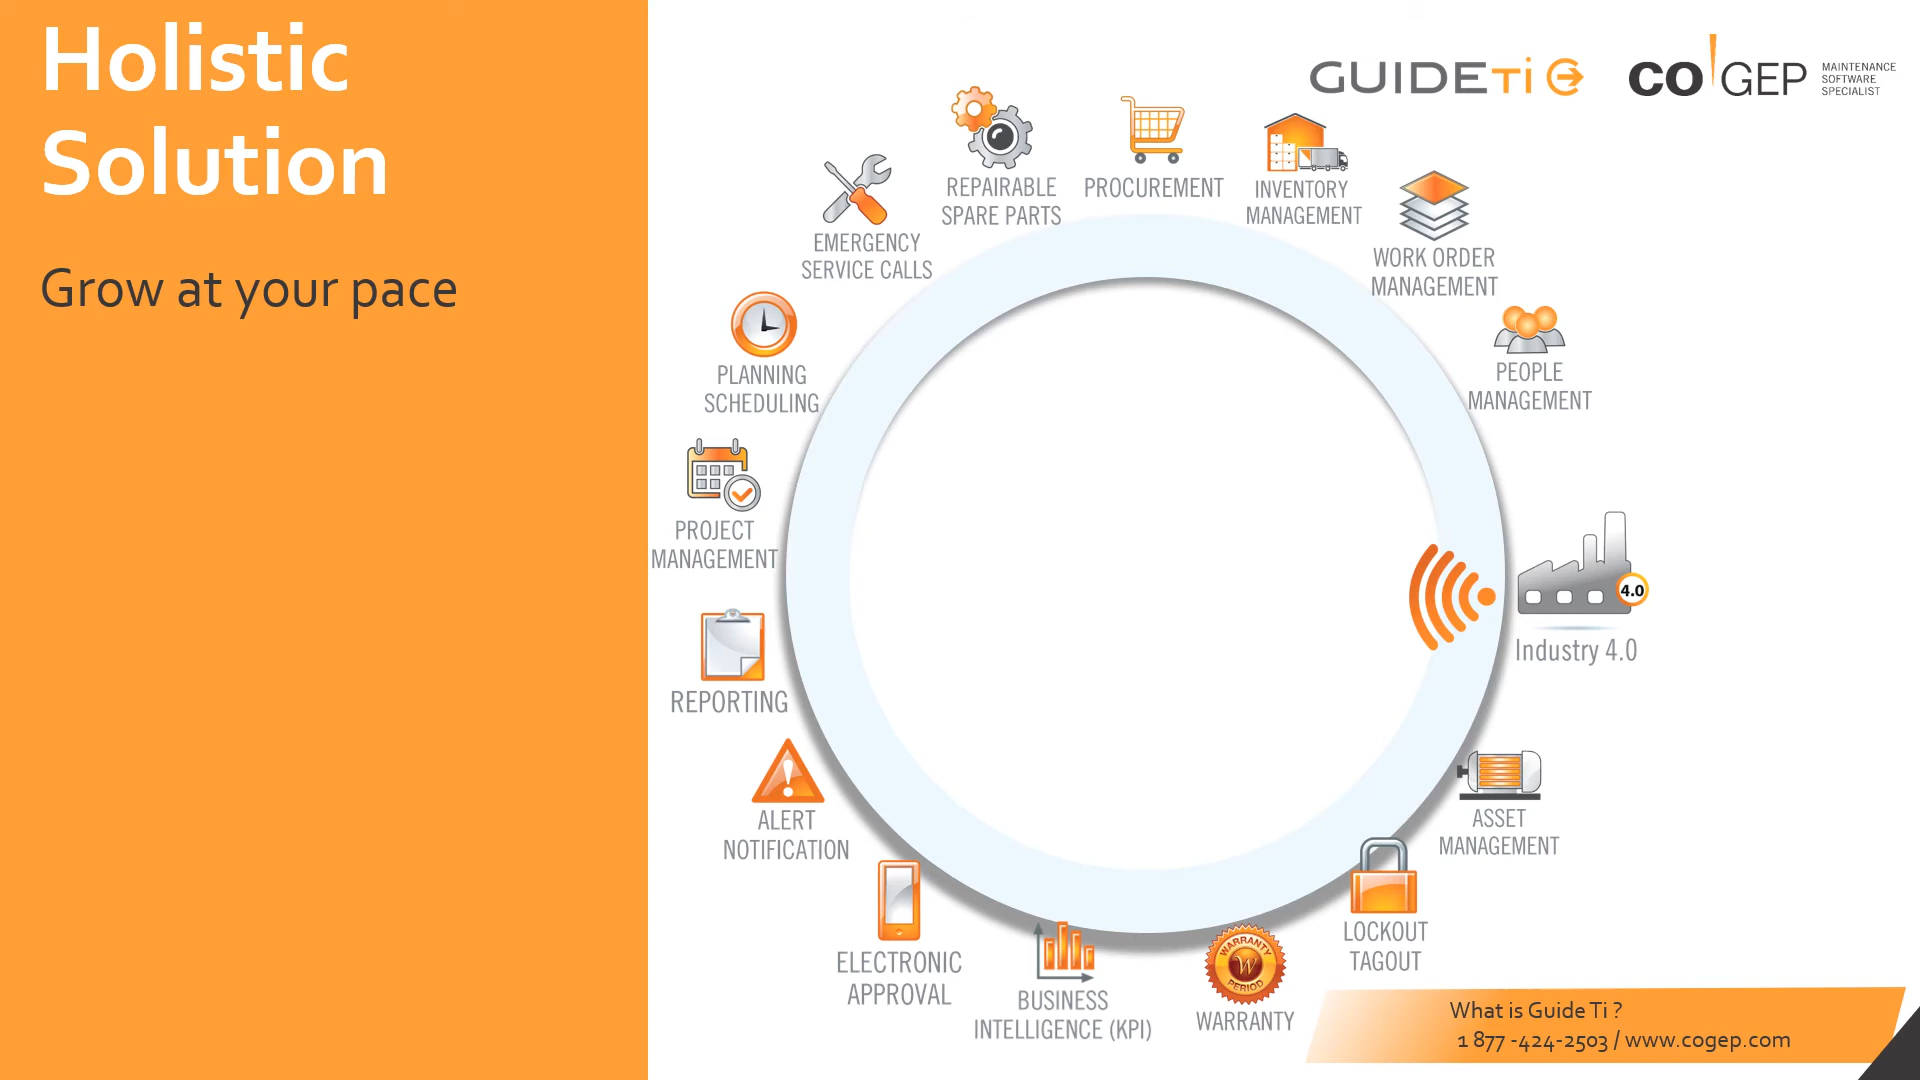 Holistic
Solution
Grow at your pace
GUIDETi
CO GEP
MAINTENANCE
SOFTWARE
SPECIALIST
REPAIRABLE
SPARE PARTS
PROCUREMENT
INVENTORY
MANAGEMENT
WORK ORDER
MANAGEMENT
PEOPLE
MANAGEMENT
4.0
Industry 4.0
ASSET
MANAGEMENT
LOCKOUT
TAGOUT
WARRANTY
W
PERIOD
WARRANTY
BUSINESS
INTELLIGENCE (KPI)
ELECTRONIC
APPROVAL
ALERT
NOTIFICATION
REPORTING
PROJECT
MANAGEMENT
PLANNING
SCHEDULING
EMERGENCY
SERVICE CALLS
What is Guide Ti ?
1 877 -424-2503 / www.cogep.com